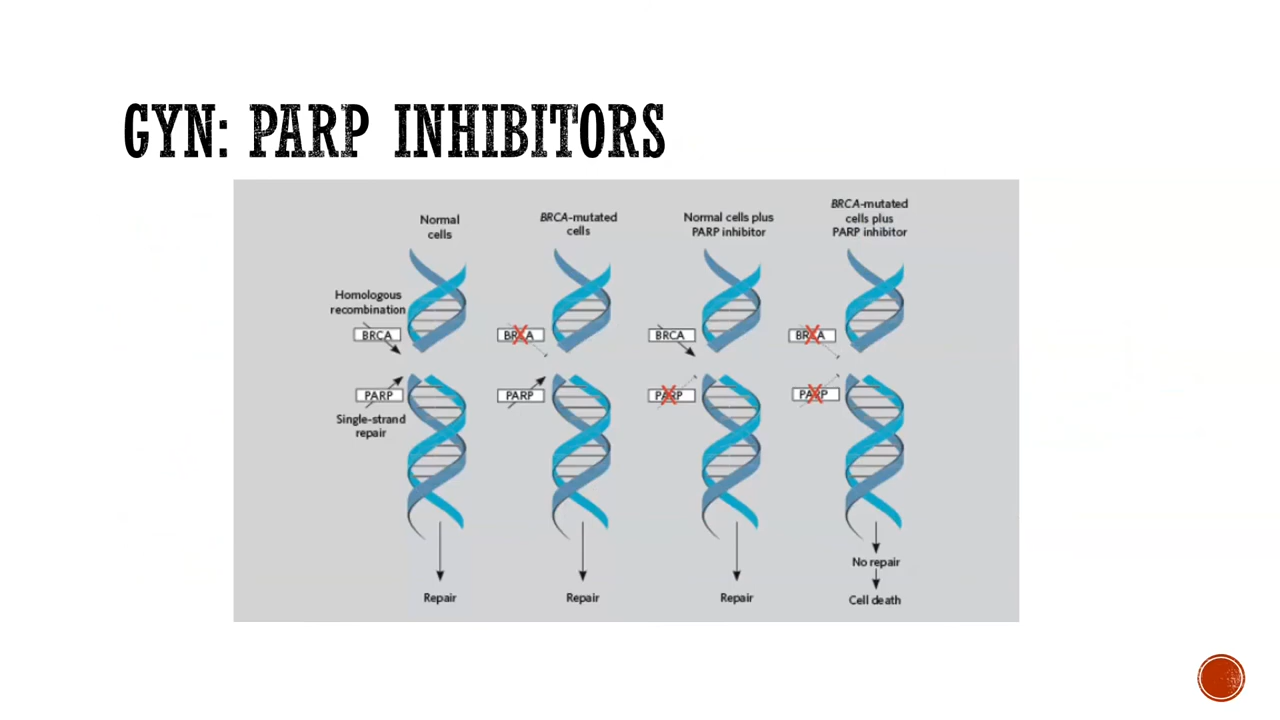 GYN: PARP INHIBITORS
Normal
cells
BRCA-mutated
cells
Normal cells plus
PARP inhibitor
BRCA-mutated
cells plus
PARP inhibitor
Homologous
recombination
BRCA
BRCA
BRCA
BRCA
PARP
PARP
PARP
PARP
Single-strand
repair
Repair
Repair
Repair
No repair
Cell death